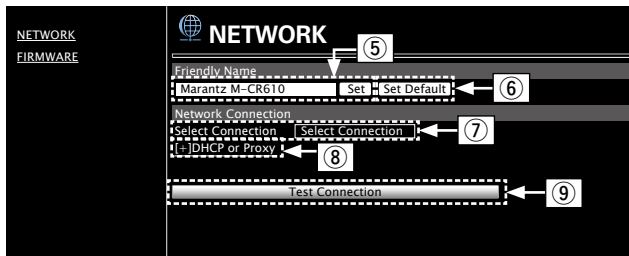 NETWORK
FIRMWARE
NETWORK
⑤
Friendly Name
Marantz M-CR610 Set Set Default ⑥
Network Connection
Select Connection Select Connection ⑦
[+]DHCP or Proxy ⑧
Test Connection ⑨